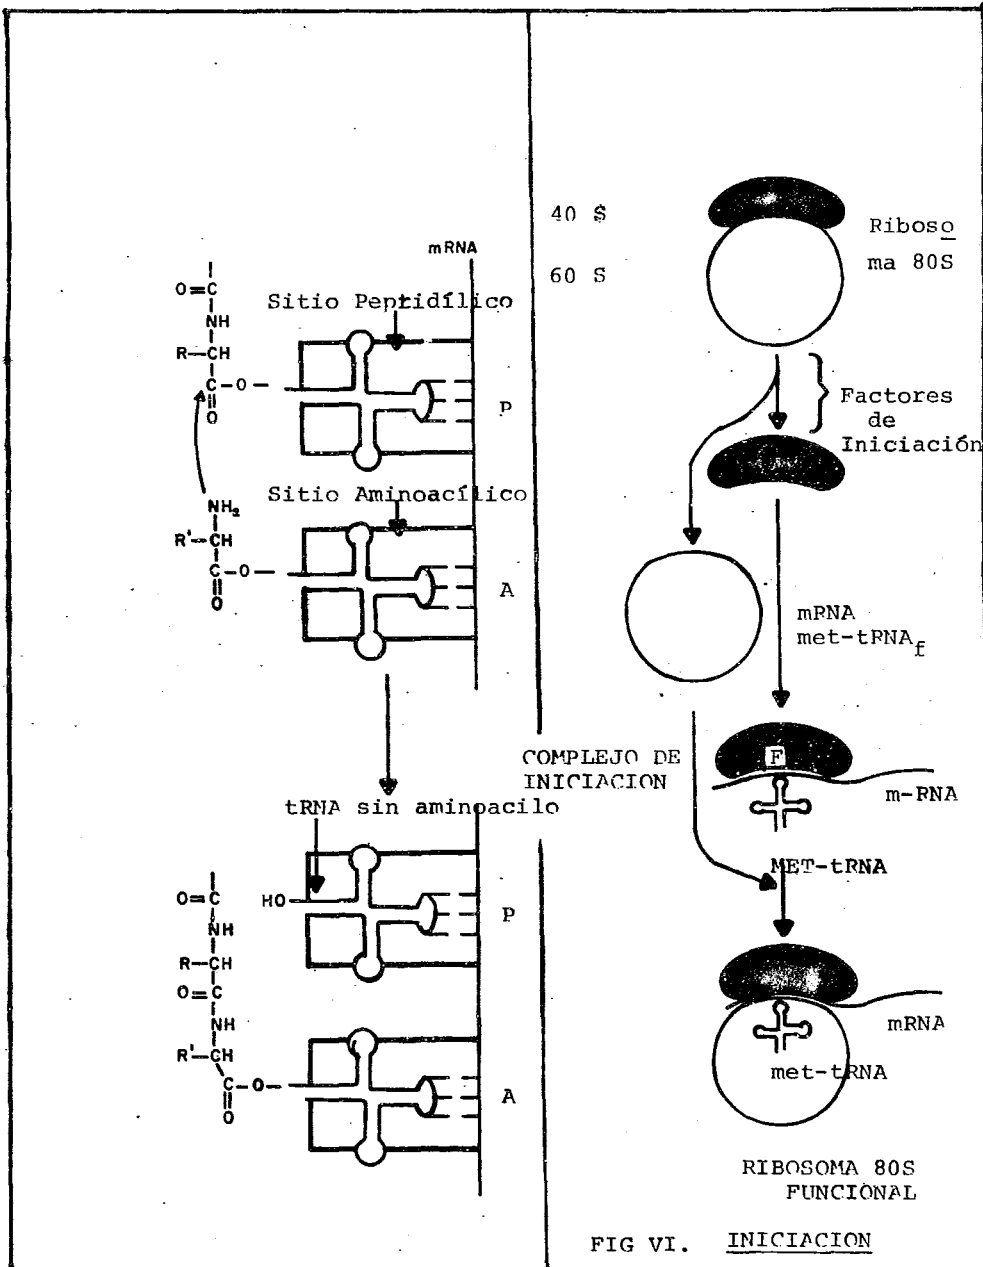 mRNA
O=C
NH
R—CH
C—O—
O
Sitio Peptidílico
P
NH₂
R'—CH
C—O—
O
Sitio Aminoacílico
A
tRNA sin aminoacilo
O=C
NH
R—CH
O=C
NH
R'—CH
C—O—
O
HO
P
A
40 S
60 S
Riboso
ma 80S
Factores
de
Iniciación
mRNA
met-tRNA_f
COMPLEJO DE
INICIACION
F
m-RNA
MET-tRNA
mRNA
met-tRNA
RIBOSOMA 80S
FUNCIONAL
FIG VI. INICIACION